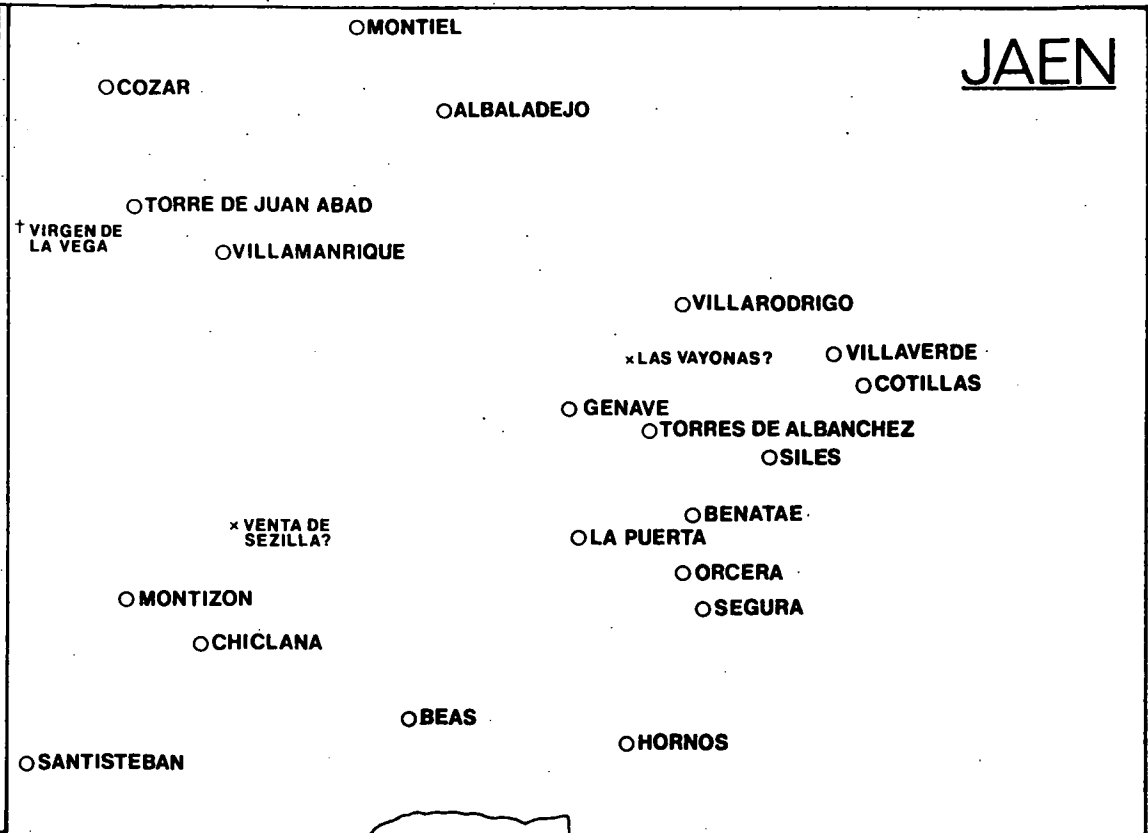 MONTIEL
JAEN
COZAR
ALBALADEJO
TORRE DE JUAN ABAD
VIRGEN DE
LA VEGA
VILLAMANRIQUE
VILLARODRIGO
LAS VAYONAS?
VILLAVERDE
COTILLAS
GENAVE
TORRES DE ALBANCHEZ
SILES
BENATAE
VENTA DE
SEZILLA?
LA PUERTA
ORCERA
MONTIZON
SEGURA
CHICLANA
BEAS
HORNOS
SANTISTEBAN